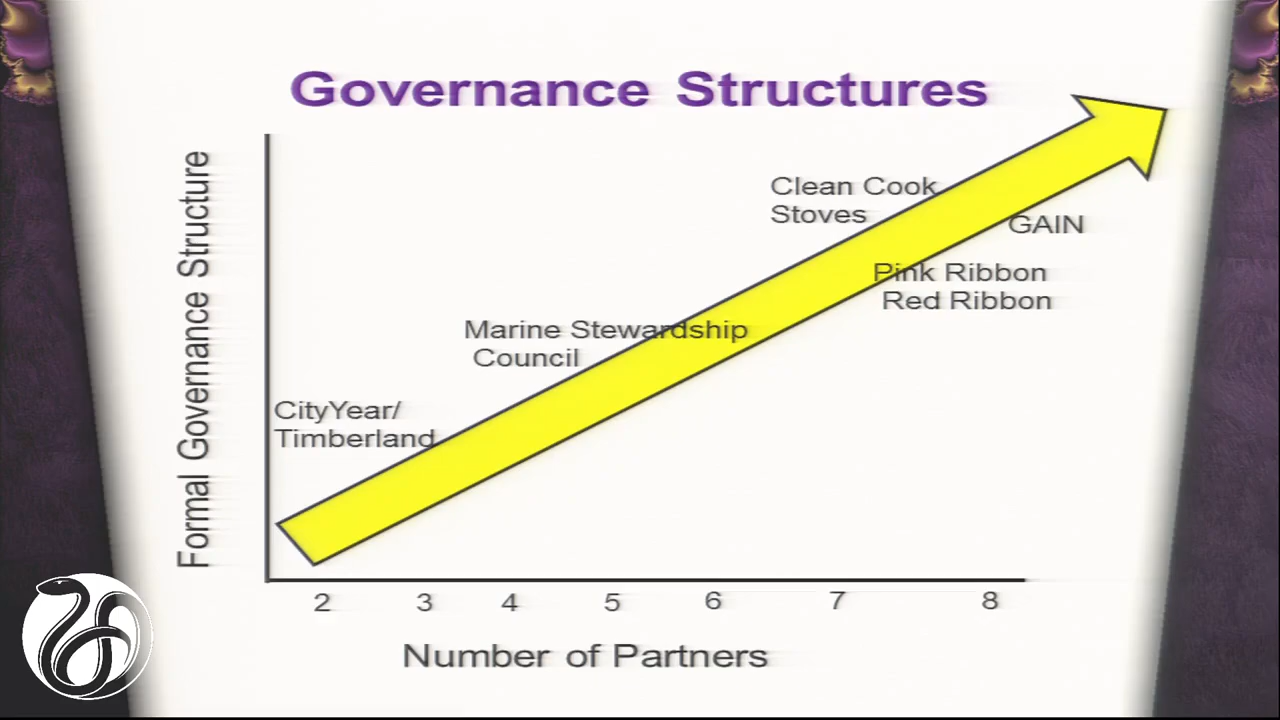 Governance Structures
Formal Governance Structure
Clean Cook
Stoves
GAIN
Pink Ribbon
Red Ribbon
Marine Stewardship
Council
CityYear/
Timberland
2 3 4 5 6 7 8
Number of Partners